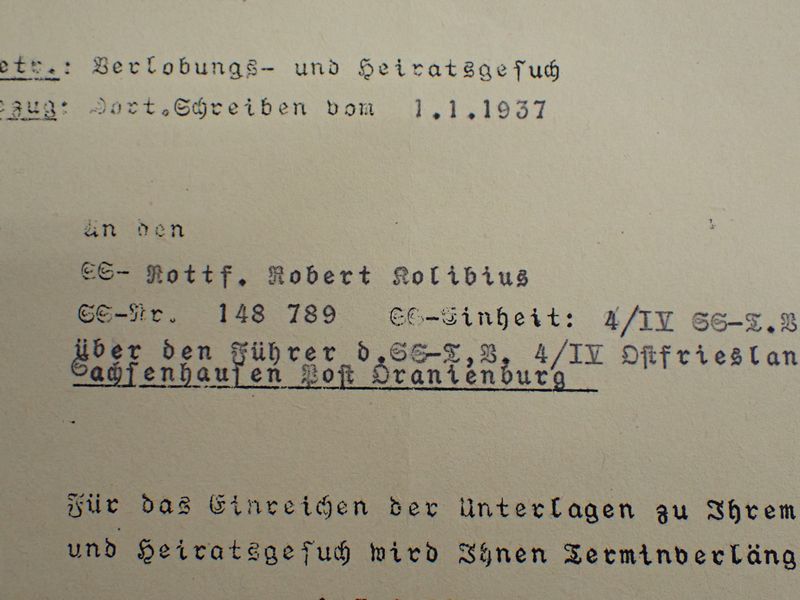 etr.: Verlobungs- und Heiratsgesuch
ezug: Dort.Schreiben vom 1.1.1937
An den
SS- Rottf. Robert Kolibius
SS-Nr. 148 789 SS-Einheit: 4/IV SS-T.V
über den Führer d.SS-T,V. 4/IV Ostfrieslan
Sachsenhausen Post Oranienburg
Für das Einreichen der Unterlagen zu Ihrem
und Heiratsgesuch wird Ihnen Terminverläng